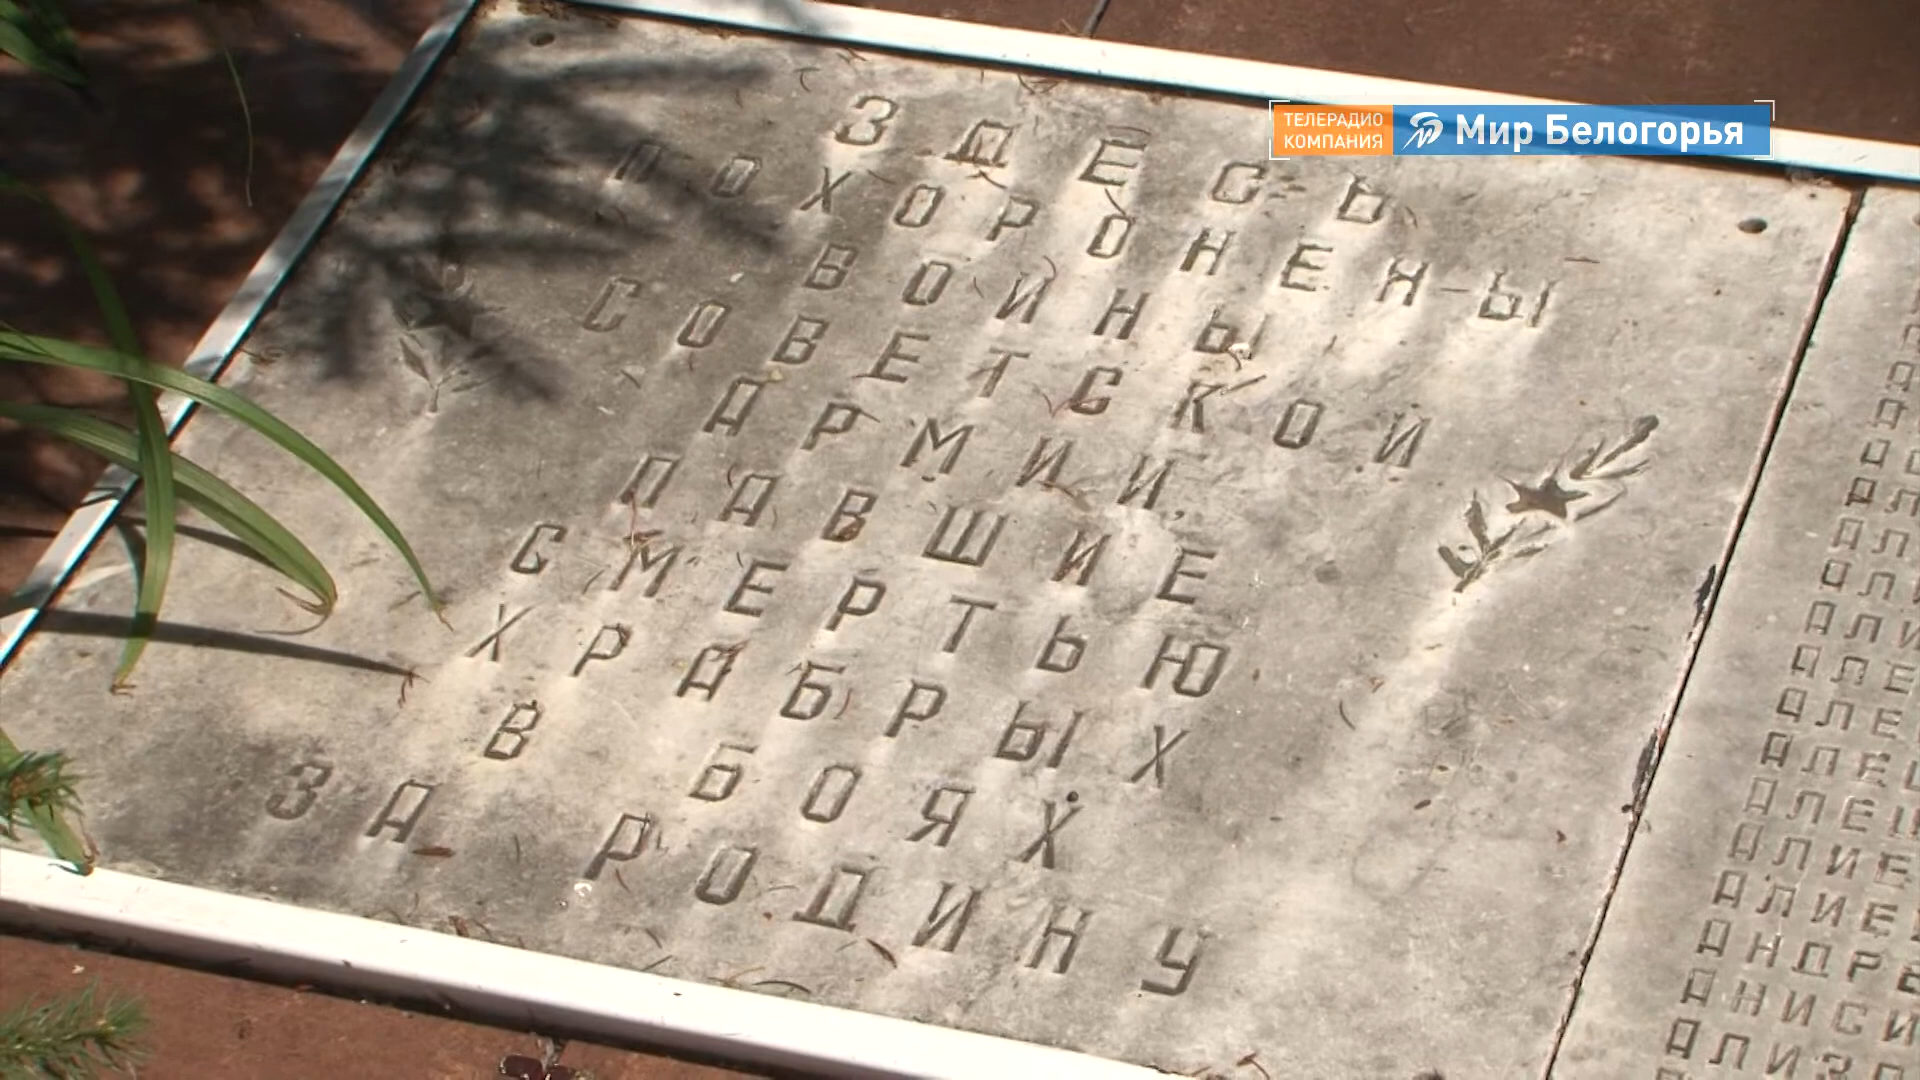 ТЕЛЕРАДИО
КОМПАНИЯ
Мир Белогорья
ЗДЕСЬ
ПОХОРОНЕНЫ
ВОИНЫ
СОВЕТСКОЙ
АРМИИ,
ПАВШИЕ
СМЕРТЬЮ
ХРАБРЫХ
В БОЯХ
ЗА РОДИНУ